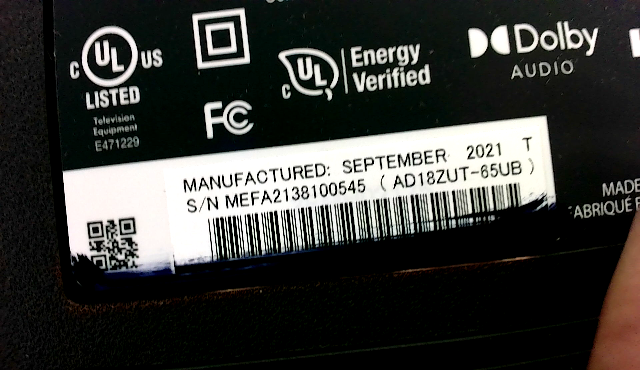 C UL US
LISTED
Television
Equipment
E471229
FC
C UL
Energy
Verified
Dolby
AUDIO
MANUFACTURED: SEPTEMBER 2021 T
S/N MEFA2138100545 ( AD18ZUT-65UB )
MADE
FABRIQUÉ